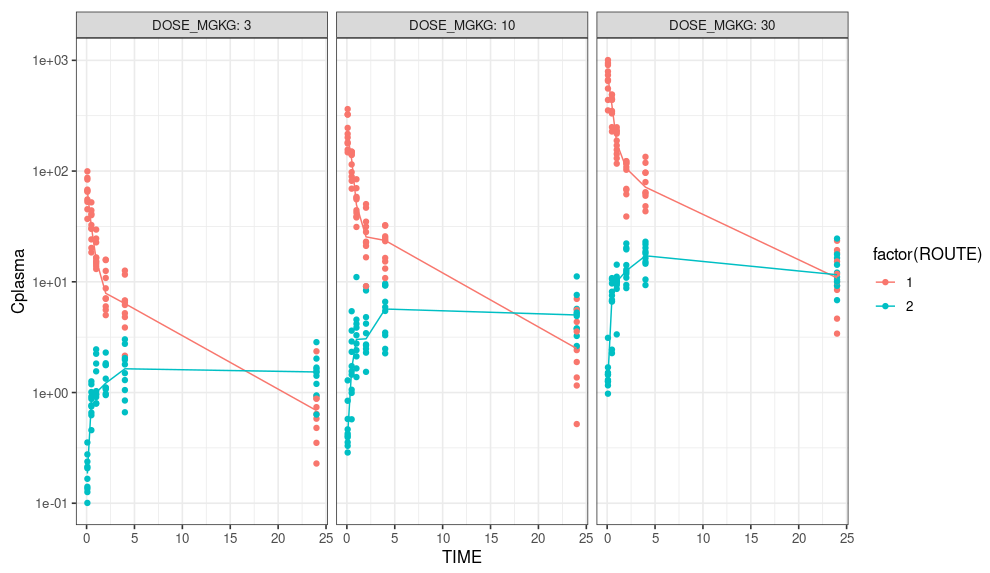 DOSE_MGKG: 3 DOSE_MGKG: 10 DOSE_MGKG: 30
1e+03
1e+02
1e+01
1e+00
1e-01
Cplasma
0 5 10 15 20 25 0 5 10 15 20 25 0 5 10 15 20 25
TIME
factor(ROUTE)
1
2